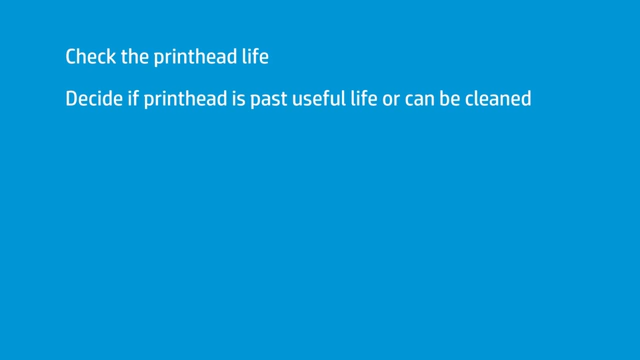 Check the printhead life
Decide if printhead is past useful life or can be cleaned